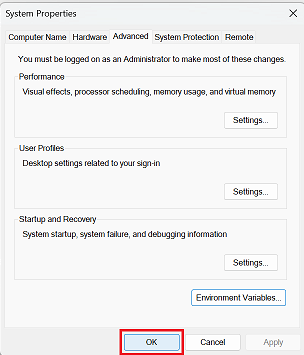 System Properties
Computer Name Hardware Advanced System Protection Remote
You must be logged on as an Administrator to make most of these changes.
Performance
Visual effects, processor scheduling, memory usage, and virtual memory
Settings...
User Profiles
Desktop settings related to your sign-in
Settings...
Startup and Recovery
System startup, system failure, and debugging information
Settings...
Environment Variables...
OK Cancel Apply